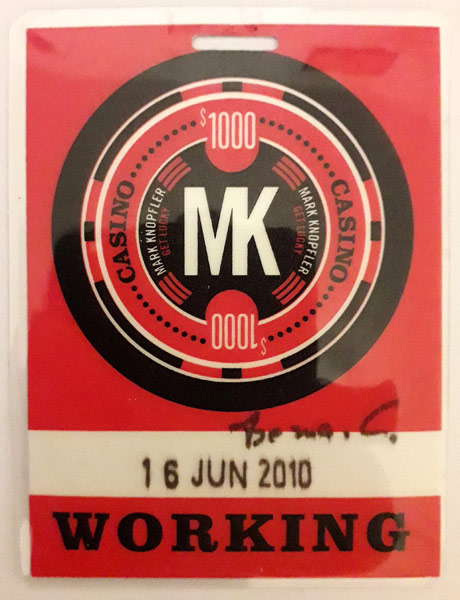 $1000
CASINO
MARK KNOPFLER
GET LUCKY
MK
MARK KNOPFLER
GET LUCKY
CASINO
$1000
16 JUN 2010
WORKING